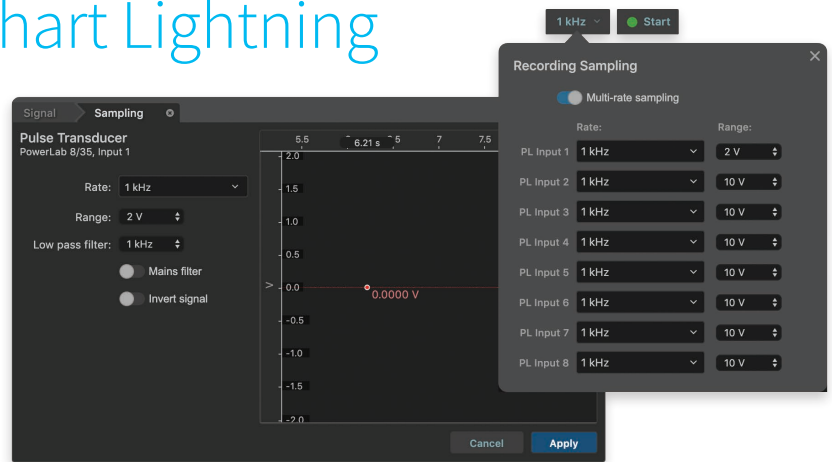 hart Lightning
1 kHz
Start
Recording Sampling
Multi-rate sampling
Rate: Range:
PL Input 1 1 kHz 2 V
PL Input 2 1 kHz 10 V
PL Input 3 1 kHz 10 V
PL Input 4 1 kHz 10 V
PL Input 5 1 kHz 10 V
PL Input 6 1 kHz 10 V
PL Input 7 1 kHz 10 V
PL Input 8 1 kHz 10 V
Signal Sampling
Pulse Transducer
PowerLab 8/35, Input 1
Rate: 1 kHz
Range: 2 V
Low pass filter: 1 kHz
Mains filter
Invert signal
5.5 6.21 s 5 7 7.5
2.0
1.5
1.0
0.5
V 0.0
0.0000 V
-0.5
-1.0
-1.5
-2.0
Cancel Apply